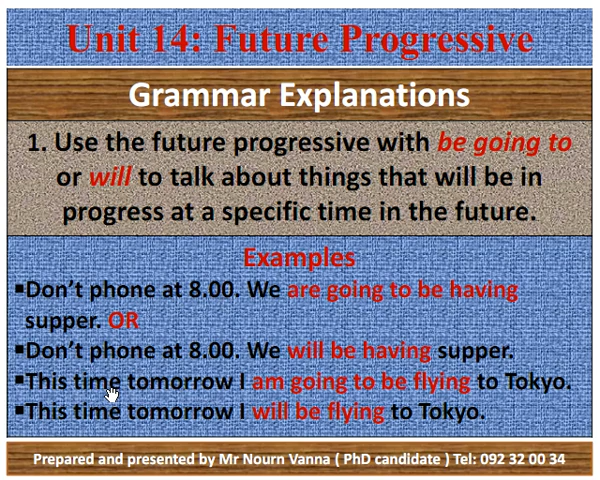 Unit 14: Future Progressive
Grammar Explanations
1. Use the future progressive with be going to
or will to talk about things that will be in
progress at a specific time in the future.
Examples
▪Don't phone at 8.00. We are going to be having
supper. OR
▪Don't phone at 8.00. We will be having supper.
▪This time tomorrow I am going to be flying to Tokyo.
▪This time tomorrow I will be flying to Tokyo.
Prepared and presented by Mr Nourn Vanna ( PhD candidate ) Tel: 092 32 00 34